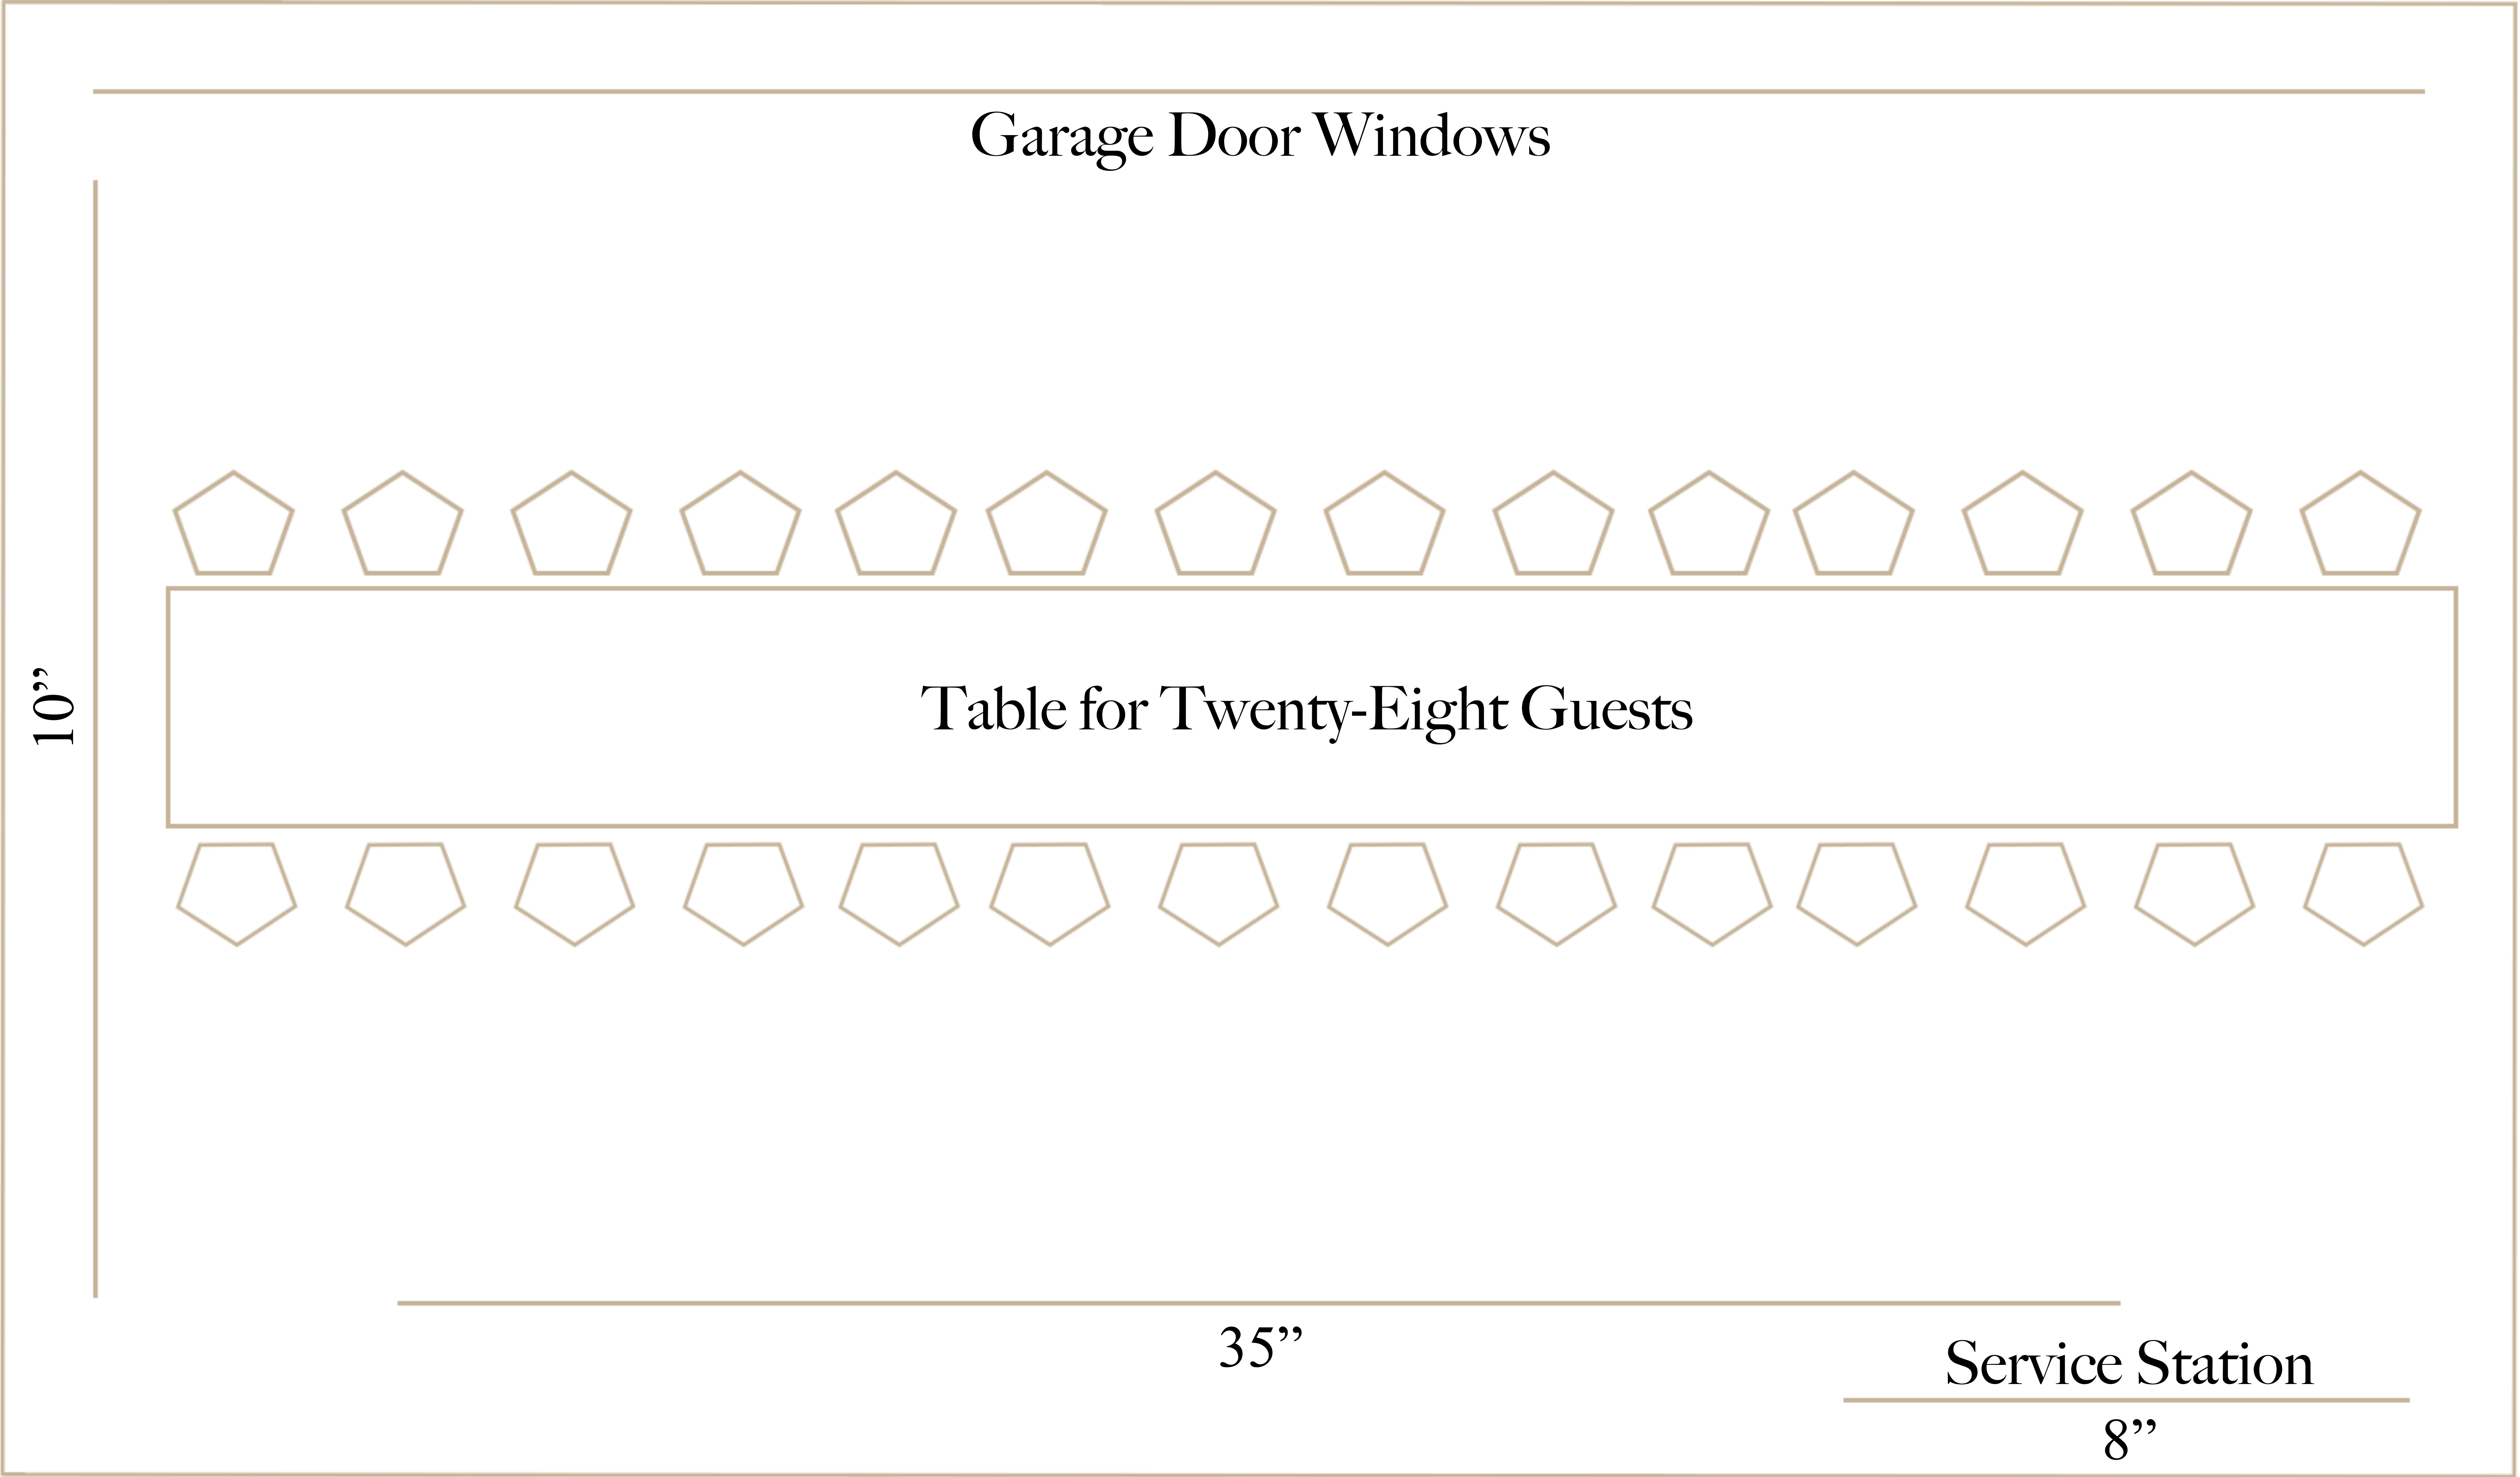 Garage Door Windows
10”
Table for Twenty-Eight Guests
35”
Service Station
8”